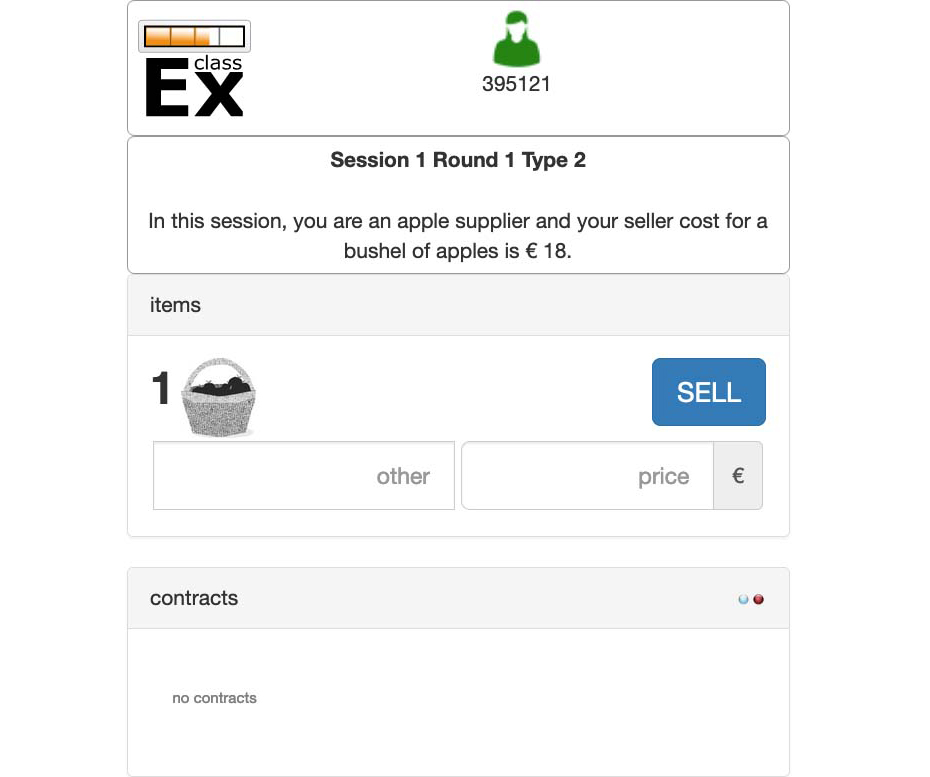 class
Ex
395121
Session 1 Round 1 Type 2
In this session, you are an apple supplier and your seller cost for a
bushel of apples is € 18.
items
1
SELL
other price €
contracts
no contracts